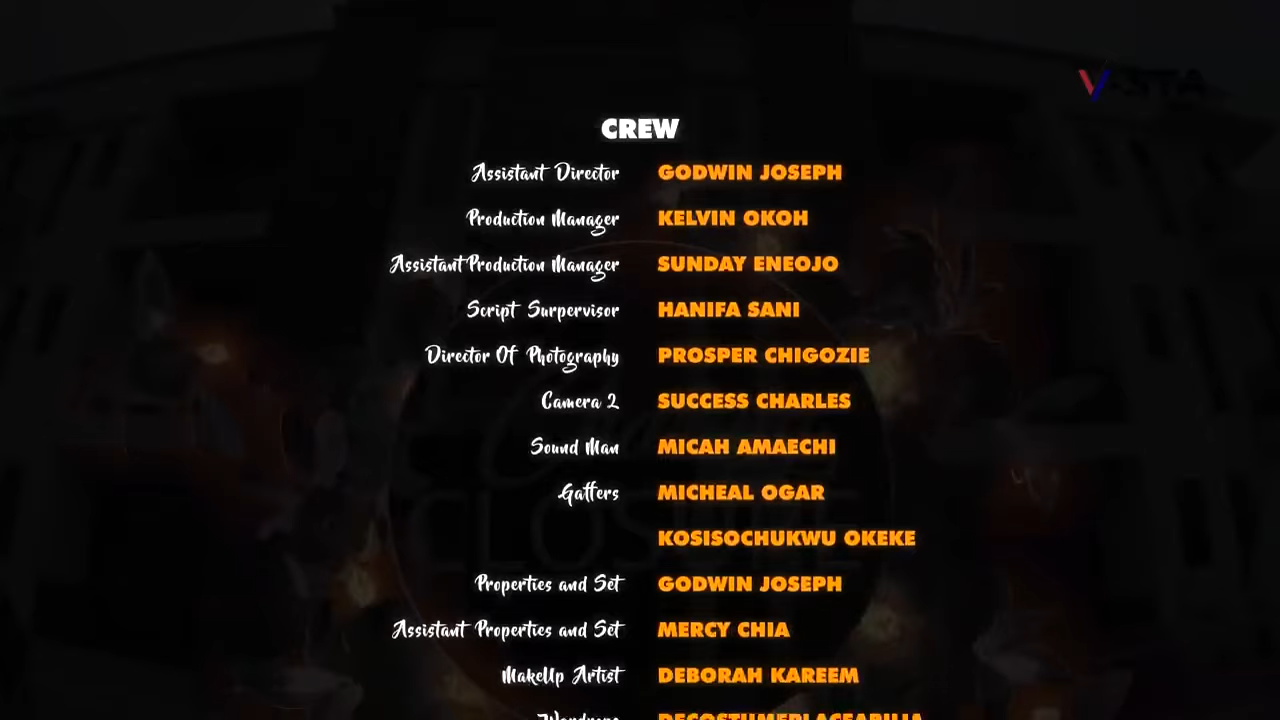 VASTA
CREW
Assistant Director GODWIN JOSEPH
Production Manager KELVIN OKOH
Assistant Production Manager SUNDAY ENEOJO
Script Surpervisor HANIFA SANI
Director Of Photography PROSPER CHIGOZIE
Camera 2 SUCCESS CHARLES
Sound Man MICAH AMAECHI
Gaffers MICHEAL OGAR
KOSISOCHUKWU OKEKE
Properties and Set GODWIN JOSEPH
Assistant Properties and Set MERCY CHIA
MakeUp Artist DEBORAH KAREEM